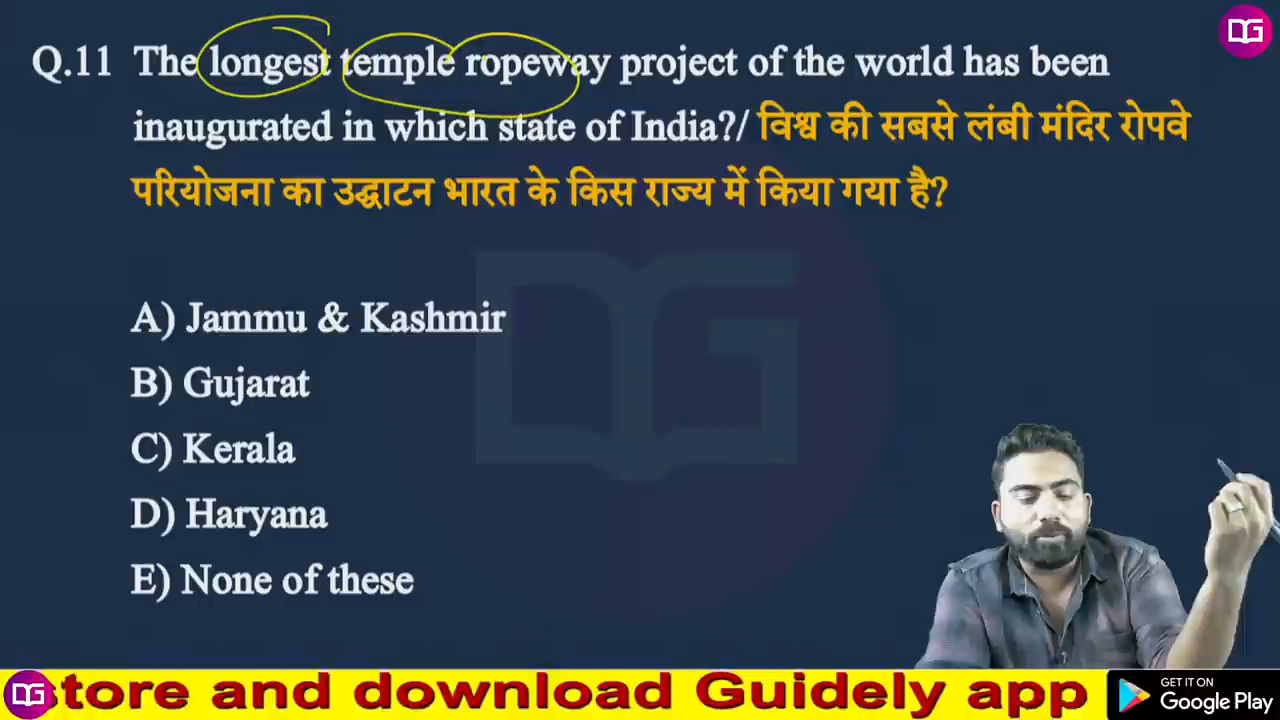 DG
Q.11 The longest temple ropeway project of the world has been
inaugurated in which state of India?/ विश्व की सबसे लंबी मंदिर रोपवे
परियोजना का उद्घाटन भारत के किस राज्य में किया गया है?
A) Jammu & Kashmir
B) Gujarat
C) Kerala
D) Haryana
E) None of these
DG
DG tore and download Guidely app
GET IT ON
Google Play